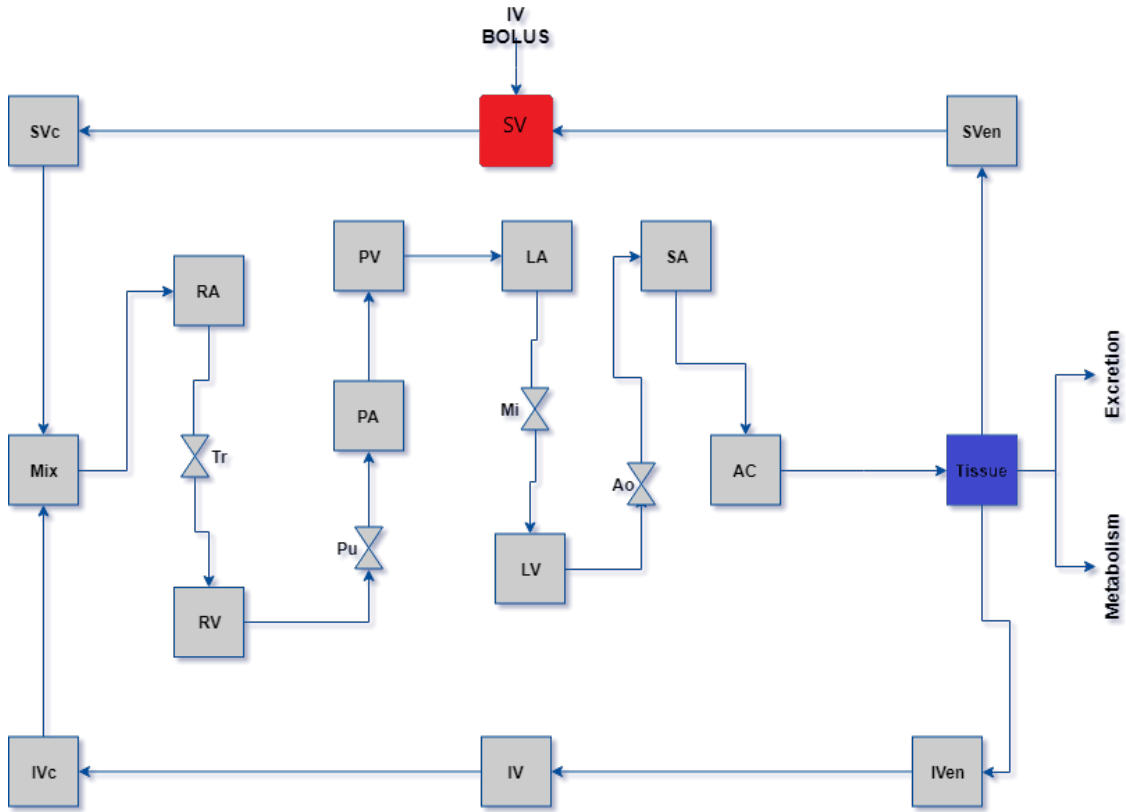 IV
BOLUS
SVc
SV
SVen
PV
LA
SA
RA
Excretion
PA
Mi
Mix
Tr
AC
Tissue
Ao
Pu
LV
Metabolism
RV
IVc
IV
IVen